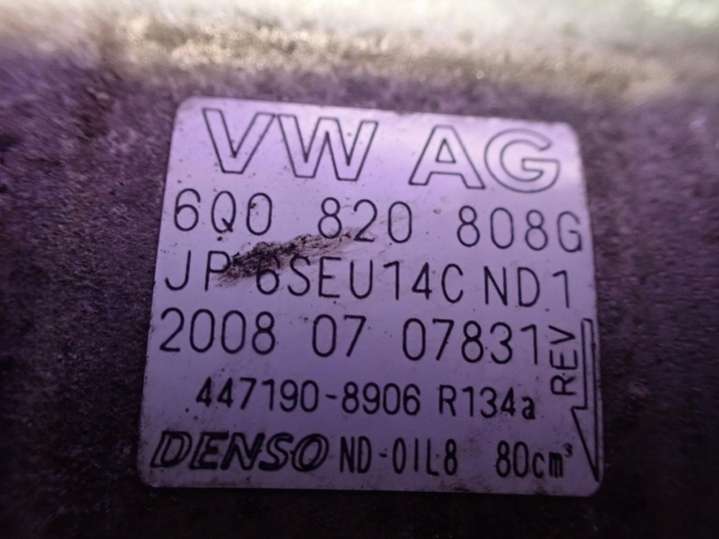 VW AG
6Q0 820 808G
JP 6SEU14C ND1
2008 07 07831
REV
447190-8906 R134a
DENSO ND-OIL8 80cm³